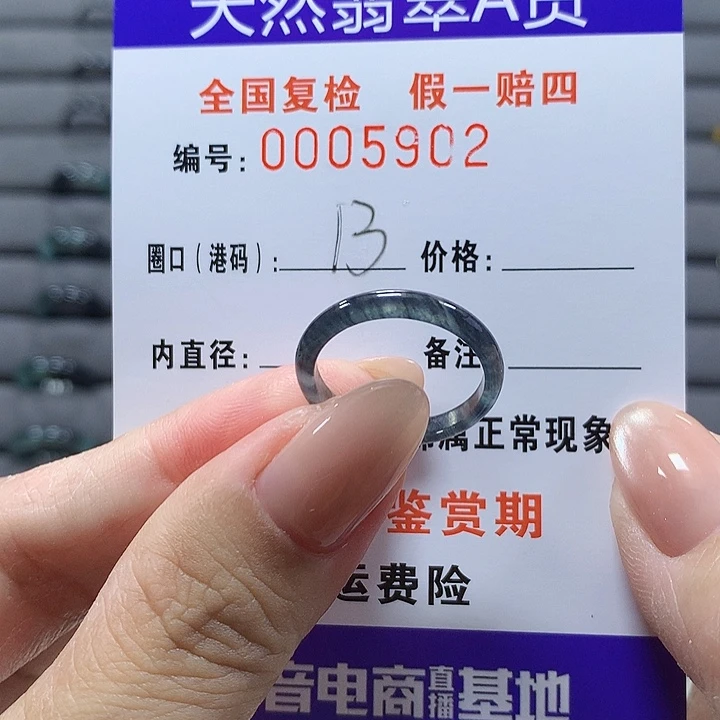 天然翡翠A货
全国复检 假一赔四
编号:0005902
圈口(港码):13 价格:
内直径: 备注
属正常现象
鉴赏期
运费险
音电商直播基地